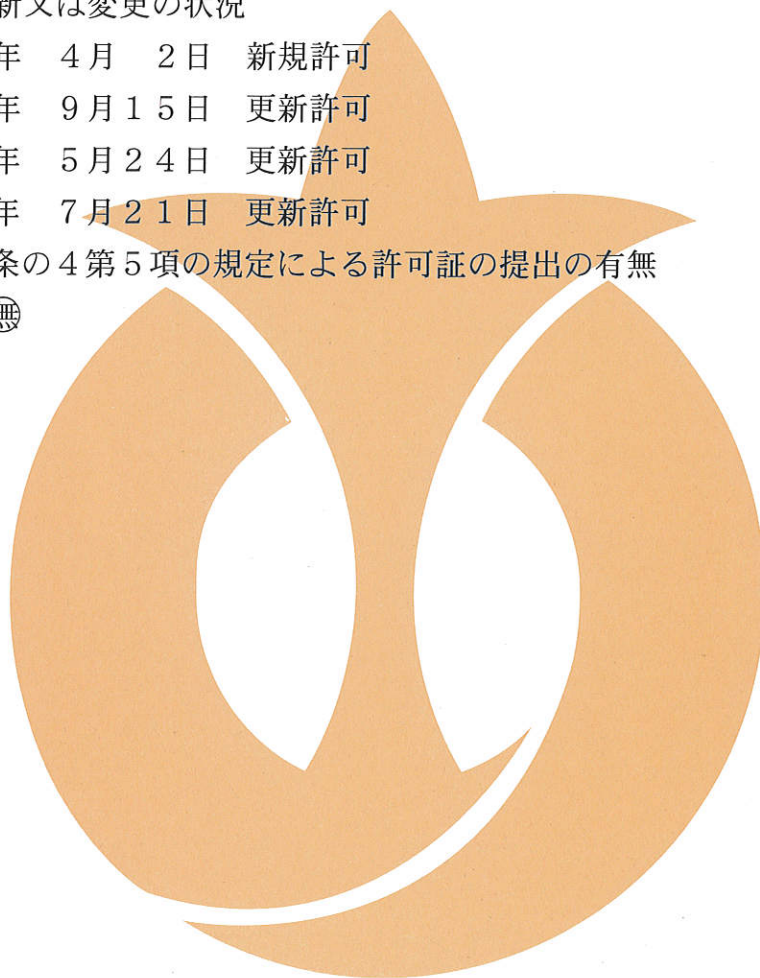 新又は変更の状況
年　４月　２日　新規許可
年　９月１５日　更新許可
年　５月２４日　更新許可
年　７月２１日　更新許可
条の４第５項の規定による許可証の提出の有無
㊒無